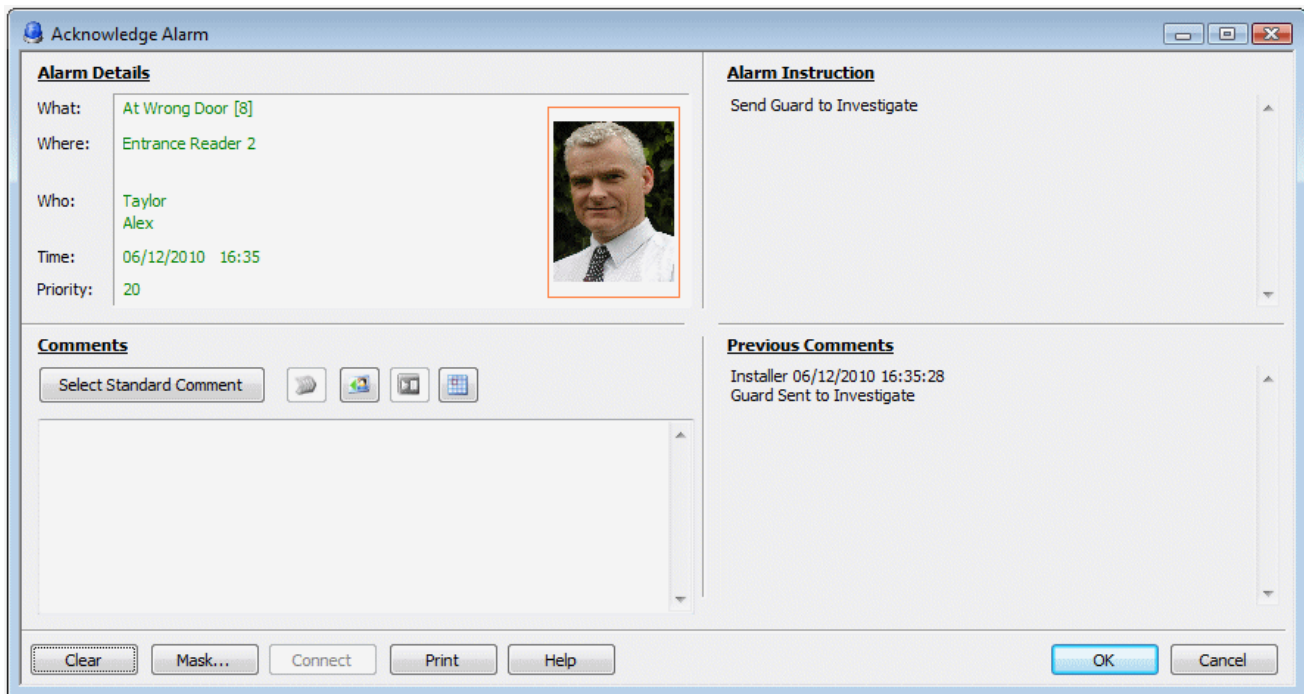 Acknowledge Alarm
Alarm Details
What: At Wrong Door [8]
Where: Entrance Reader 2
Who: Taylor
Alex
Time: 06/12/2010 16:35
Priority: 20
Alarm Instruction
Send Guard to Investigate
Comments
Select Standard Comment
Previous Comments
Installer 06/12/2010 16:35:28
Guard Sent to Investigate
Clear Mask... Connect Print Help OK Cancel